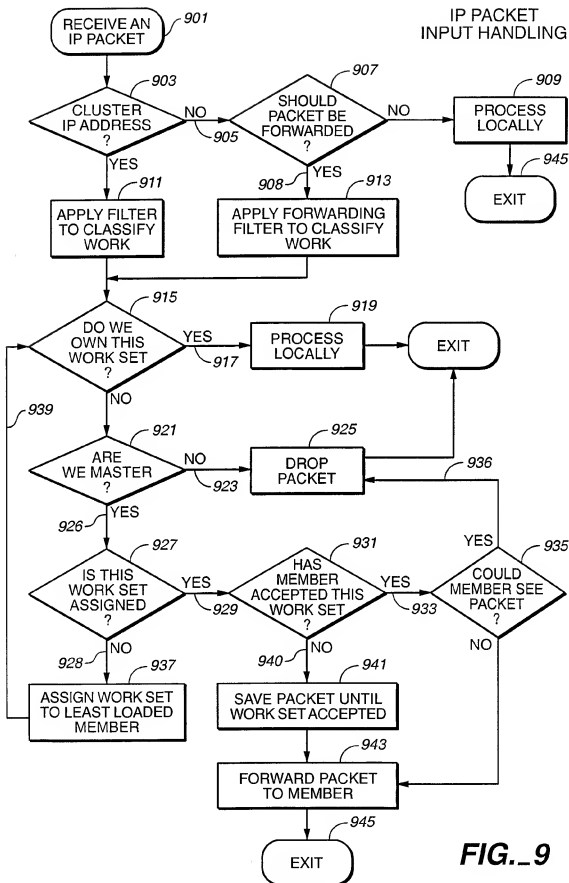 RECEIVE AN
IP PACKET
901
IP PACKET
INPUT HANDLING
903
CLUSTER
IP ADDRESS
?
NO
905
YES
907
SHOULD
PACKET BE
FORWARDED
?
NO
908
YES
909
PROCESS
LOCALLY
945
EXIT
911
APPLY FILTER
TO CLASSIFY
WORK
913
APPLY FORWARDING
FILTER TO CLASSIFY
WORK
915
DO WE
OWN THIS
WORK SET
?
YES
917
NO
919
PROCESS
LOCALLY
EXIT
939
921
ARE
WE MASTER
?
NO
923
926
YES
925
DROP
PACKET
936
927
IS THIS
WORK SET
ASSIGNED
?
YES
929
928
NO
931
HAS
MEMBER
ACCEPTED THIS
WORK SET
?
YES
933
940
NO
935
YES
COULD
MEMBER SEE
PACKET
?
NO
937
ASSIGN WORK SET
TO LEAST LOADED
MEMBER
941
SAVE PACKET UNTIL
WORK SET ACCEPTED
943
FORWARD PACKET
TO MEMBER
945
EXIT
FIG._9